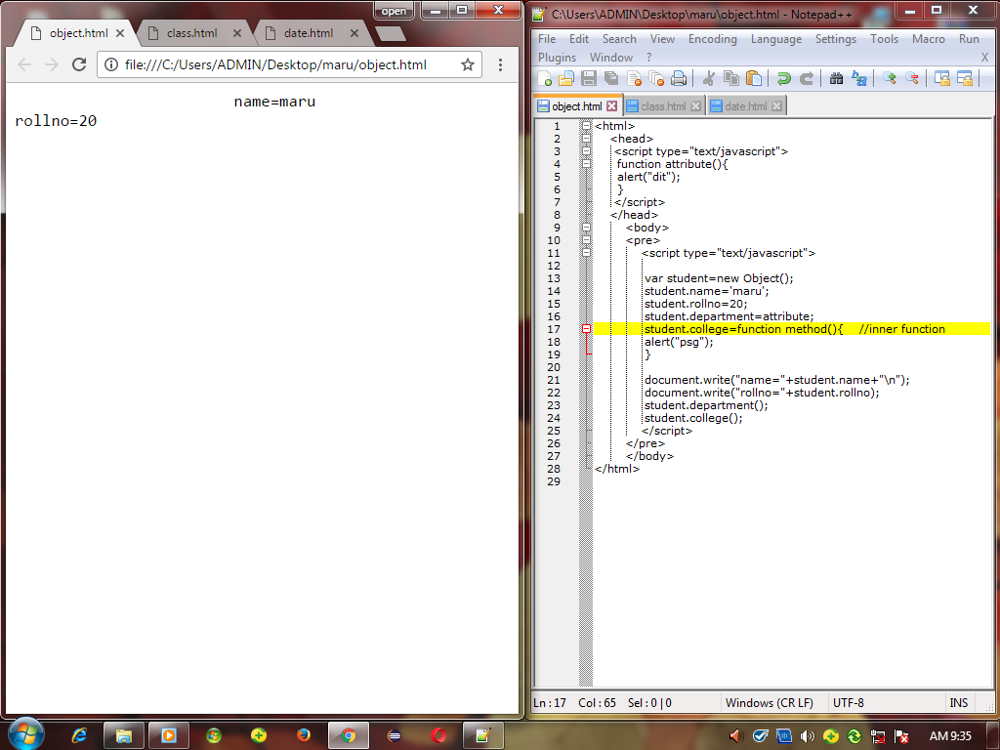 open
object.html
class.html
date.html
file:///C:/Users/ADMIN/Desktop/maru/object.html
name=maru
rollno=20
C:\Users\ADMIN\Desktop\maru\object.html - Notepad++
File Edit Search View Encoding Language Settings Tools Macro Run
Plugins Window ? X
object.html class.html date.html
1 <html>
2 <head>
3 <script type="text/javascript">
4 function attribute(){
5 alert("dit");
6 }
7 </script>
8 </head>
9 <body>
10 <pre>
11 <script type="text/javascript">
12
13 var student=new Object();
14 student.name='maru';
15 student.rollno=20;
16 student.department=attribute;
17 student.college=function method(){ //inner function
18 alert("psg");
19 }
20
21 document.write("name="+student.name+"\n");
22 document.write("rollno="+student.rollno);
23 student.department();
24 student.college();
25 </script>
26 </pre>
27 </body>
28 </html>
29
Ln : 17 Col : 65 Sel : 0 | 0 Windows (CR LF) UTF-8 INS
AM 9:35